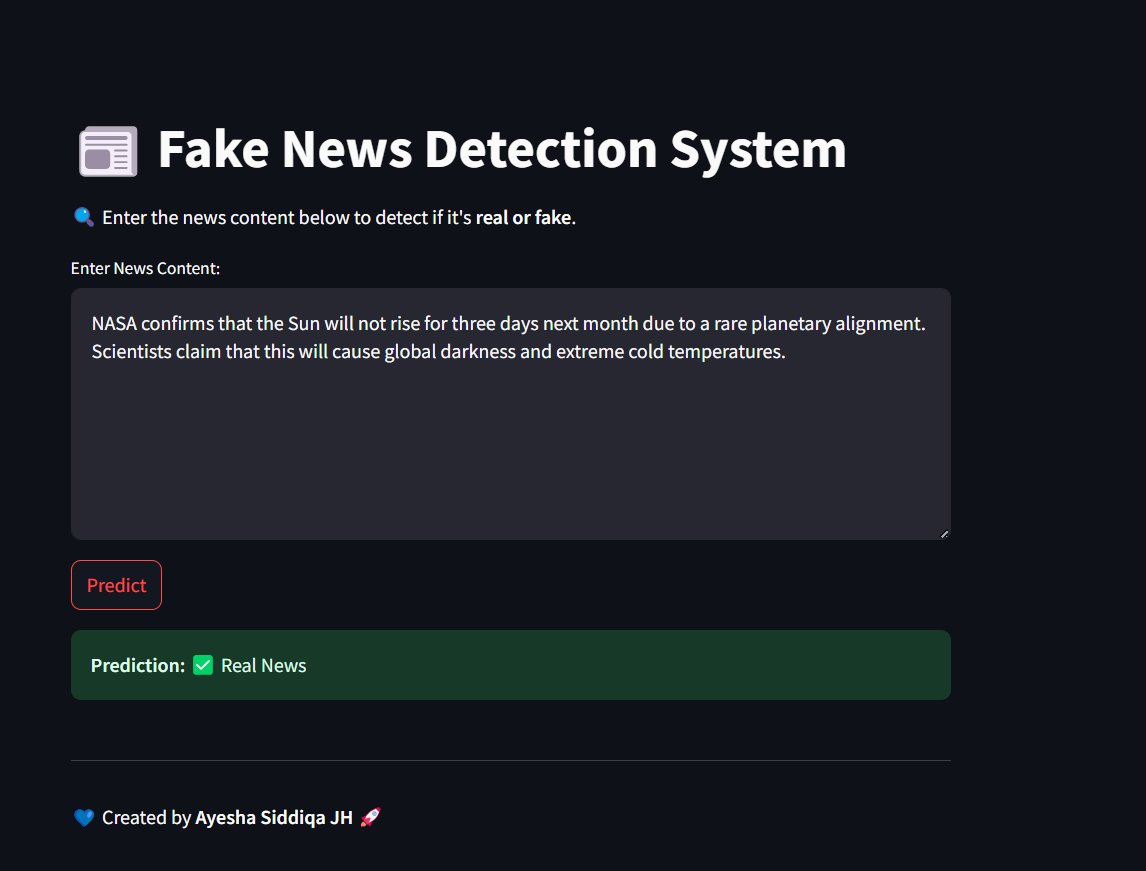 Fake News Detection System
Enter the news content below to detect if it's real or fake.
Enter News Content:
NASA confirms that the Sun will not rise for three days next month due to a rare planetary alignment.
Scientists claim that this will cause global darkness and extreme cold temperatures.
Predict
Prediction: ✅ Real News
💙 Created by Ayesha Siddiqa JH 🚀